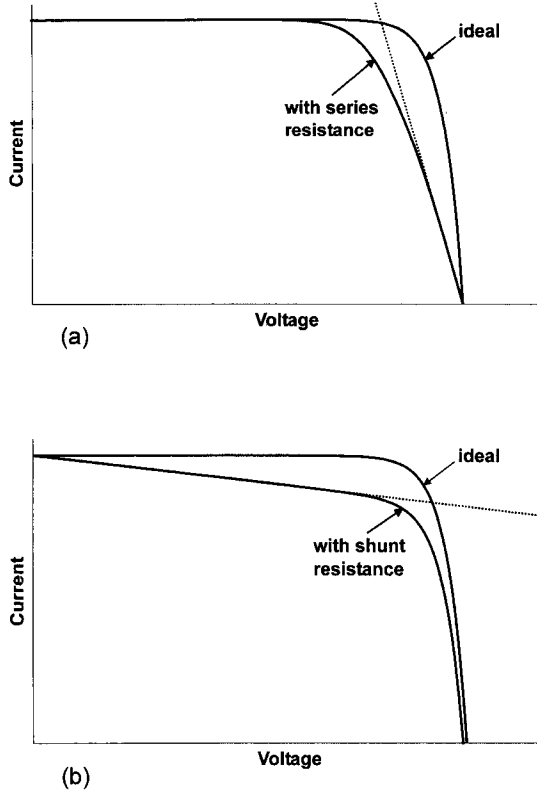 ideal
with series
resistance
Current
Voltage
(a)
ideal
with shunt
resistance
Current
Voltage
(b)